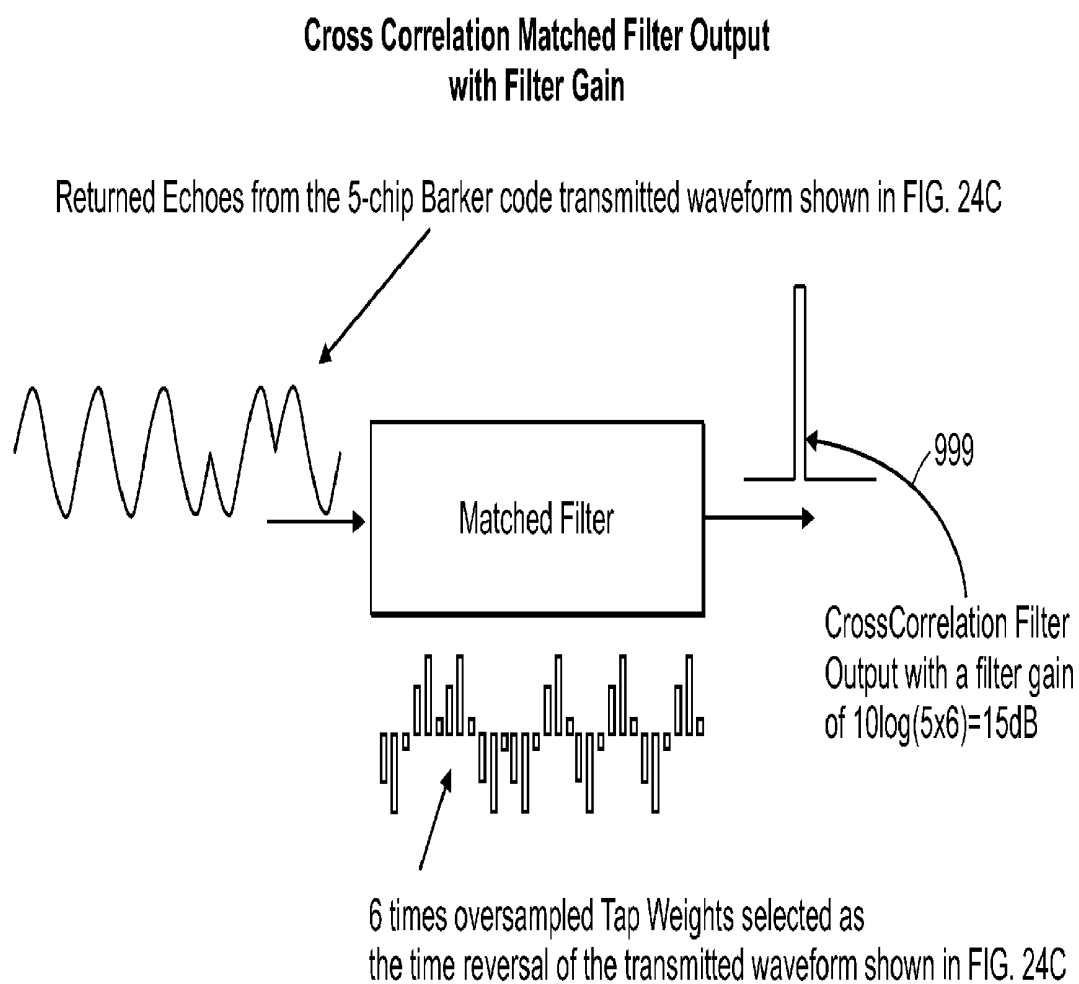 Cross Correlation Matched Filter Output
with Filter Gain
Returned Echoes from the 5-chip Barker code transmitted waveform shown in FIG. 24C
999
Matched Filter
CrossCorrelation Filter
Output with a filter gain
of 10log(5x6)=15dB
6 times oversampled Tap Weights selected as
the time reversal of the transmitted waveform shown in FIG. 24C